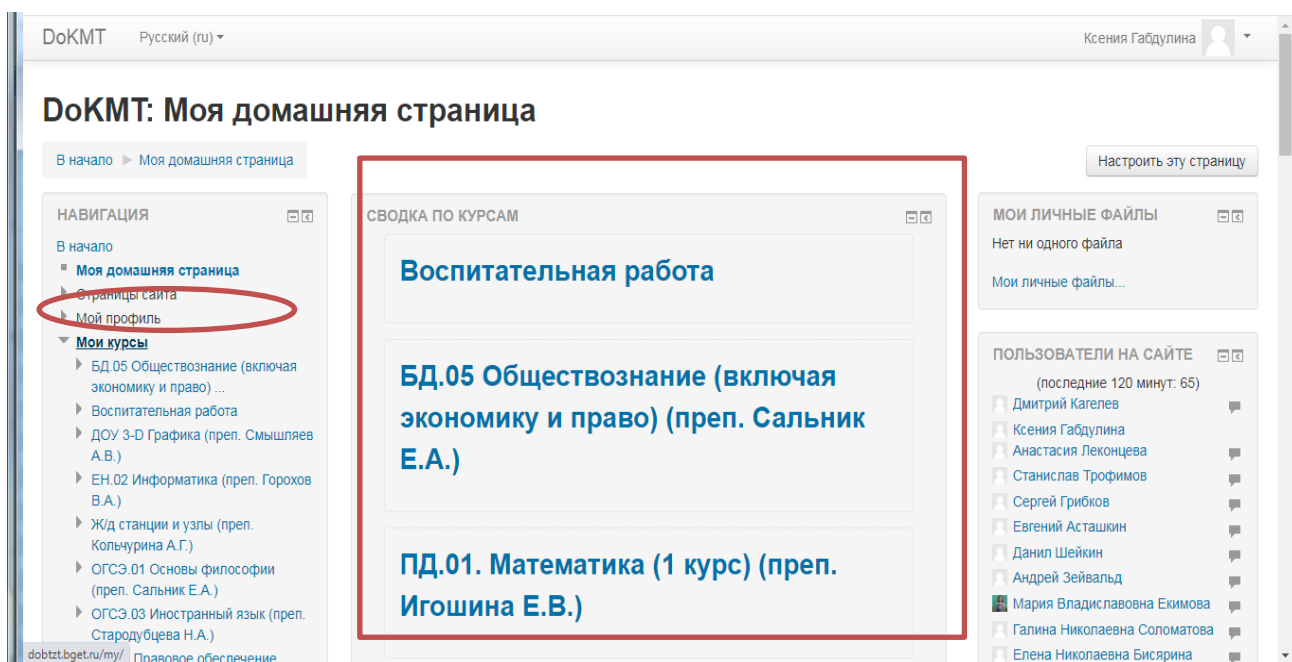 DoKMT Русский (ru) Ксения Габдулина
DoKMT: Моя домашняя страница
В начало Моя домашняя страница
Настроить эту страницу
НАВИГАЦИЯ
В начало
Моя домашняя страница
Страницы сайта
Мой профиль
Мои курсы
БД.05 Обществознание (включая
экономику и право) ...
Воспитательная работа
ДОУ 3-D Графика (преп. Смышляев
А.В.)
ЕН.02 Информатика (преп. Горохов
В.А.)
Ж/д станции и узлы (преп.
Кольчурина А.Г.)
ОГСЭ.01 Основы философии
(преп. Сальник Е.А.)
ОГСЭ.03 Иностранный язык (преп.
Стародубцева Н.А.)
Правовое обеспечение
dobtzt.bget.ru/my/
СВОДКА ПО КУРСАМ
Воспитательная работа
БД.05 Обществознание (включая
экономику и право) (преп. Сальник
Е.А.)
ПД.01. Математика (1 курс) (преп.
Игошина Е.В.)
МОИ ЛИЧНЫЕ ФАЙЛЫ
Нет ни одного файла
Мои личные файлы...
ПОЛЬЗОВАТЕЛИ НА САЙТЕ
(последние 120 минут: 65)
Дмитрий Кагелев
Ксения Габдулина
Анастасия Леконцева
Станислав Трофимов
Сергей Грибков
Евгений Асташкин
Данил Шейкин
Андрей Зейвальд
Мария Владиславовна Екимова
Галина Николаевна Соломатова
Елена Николаевна Бисярина